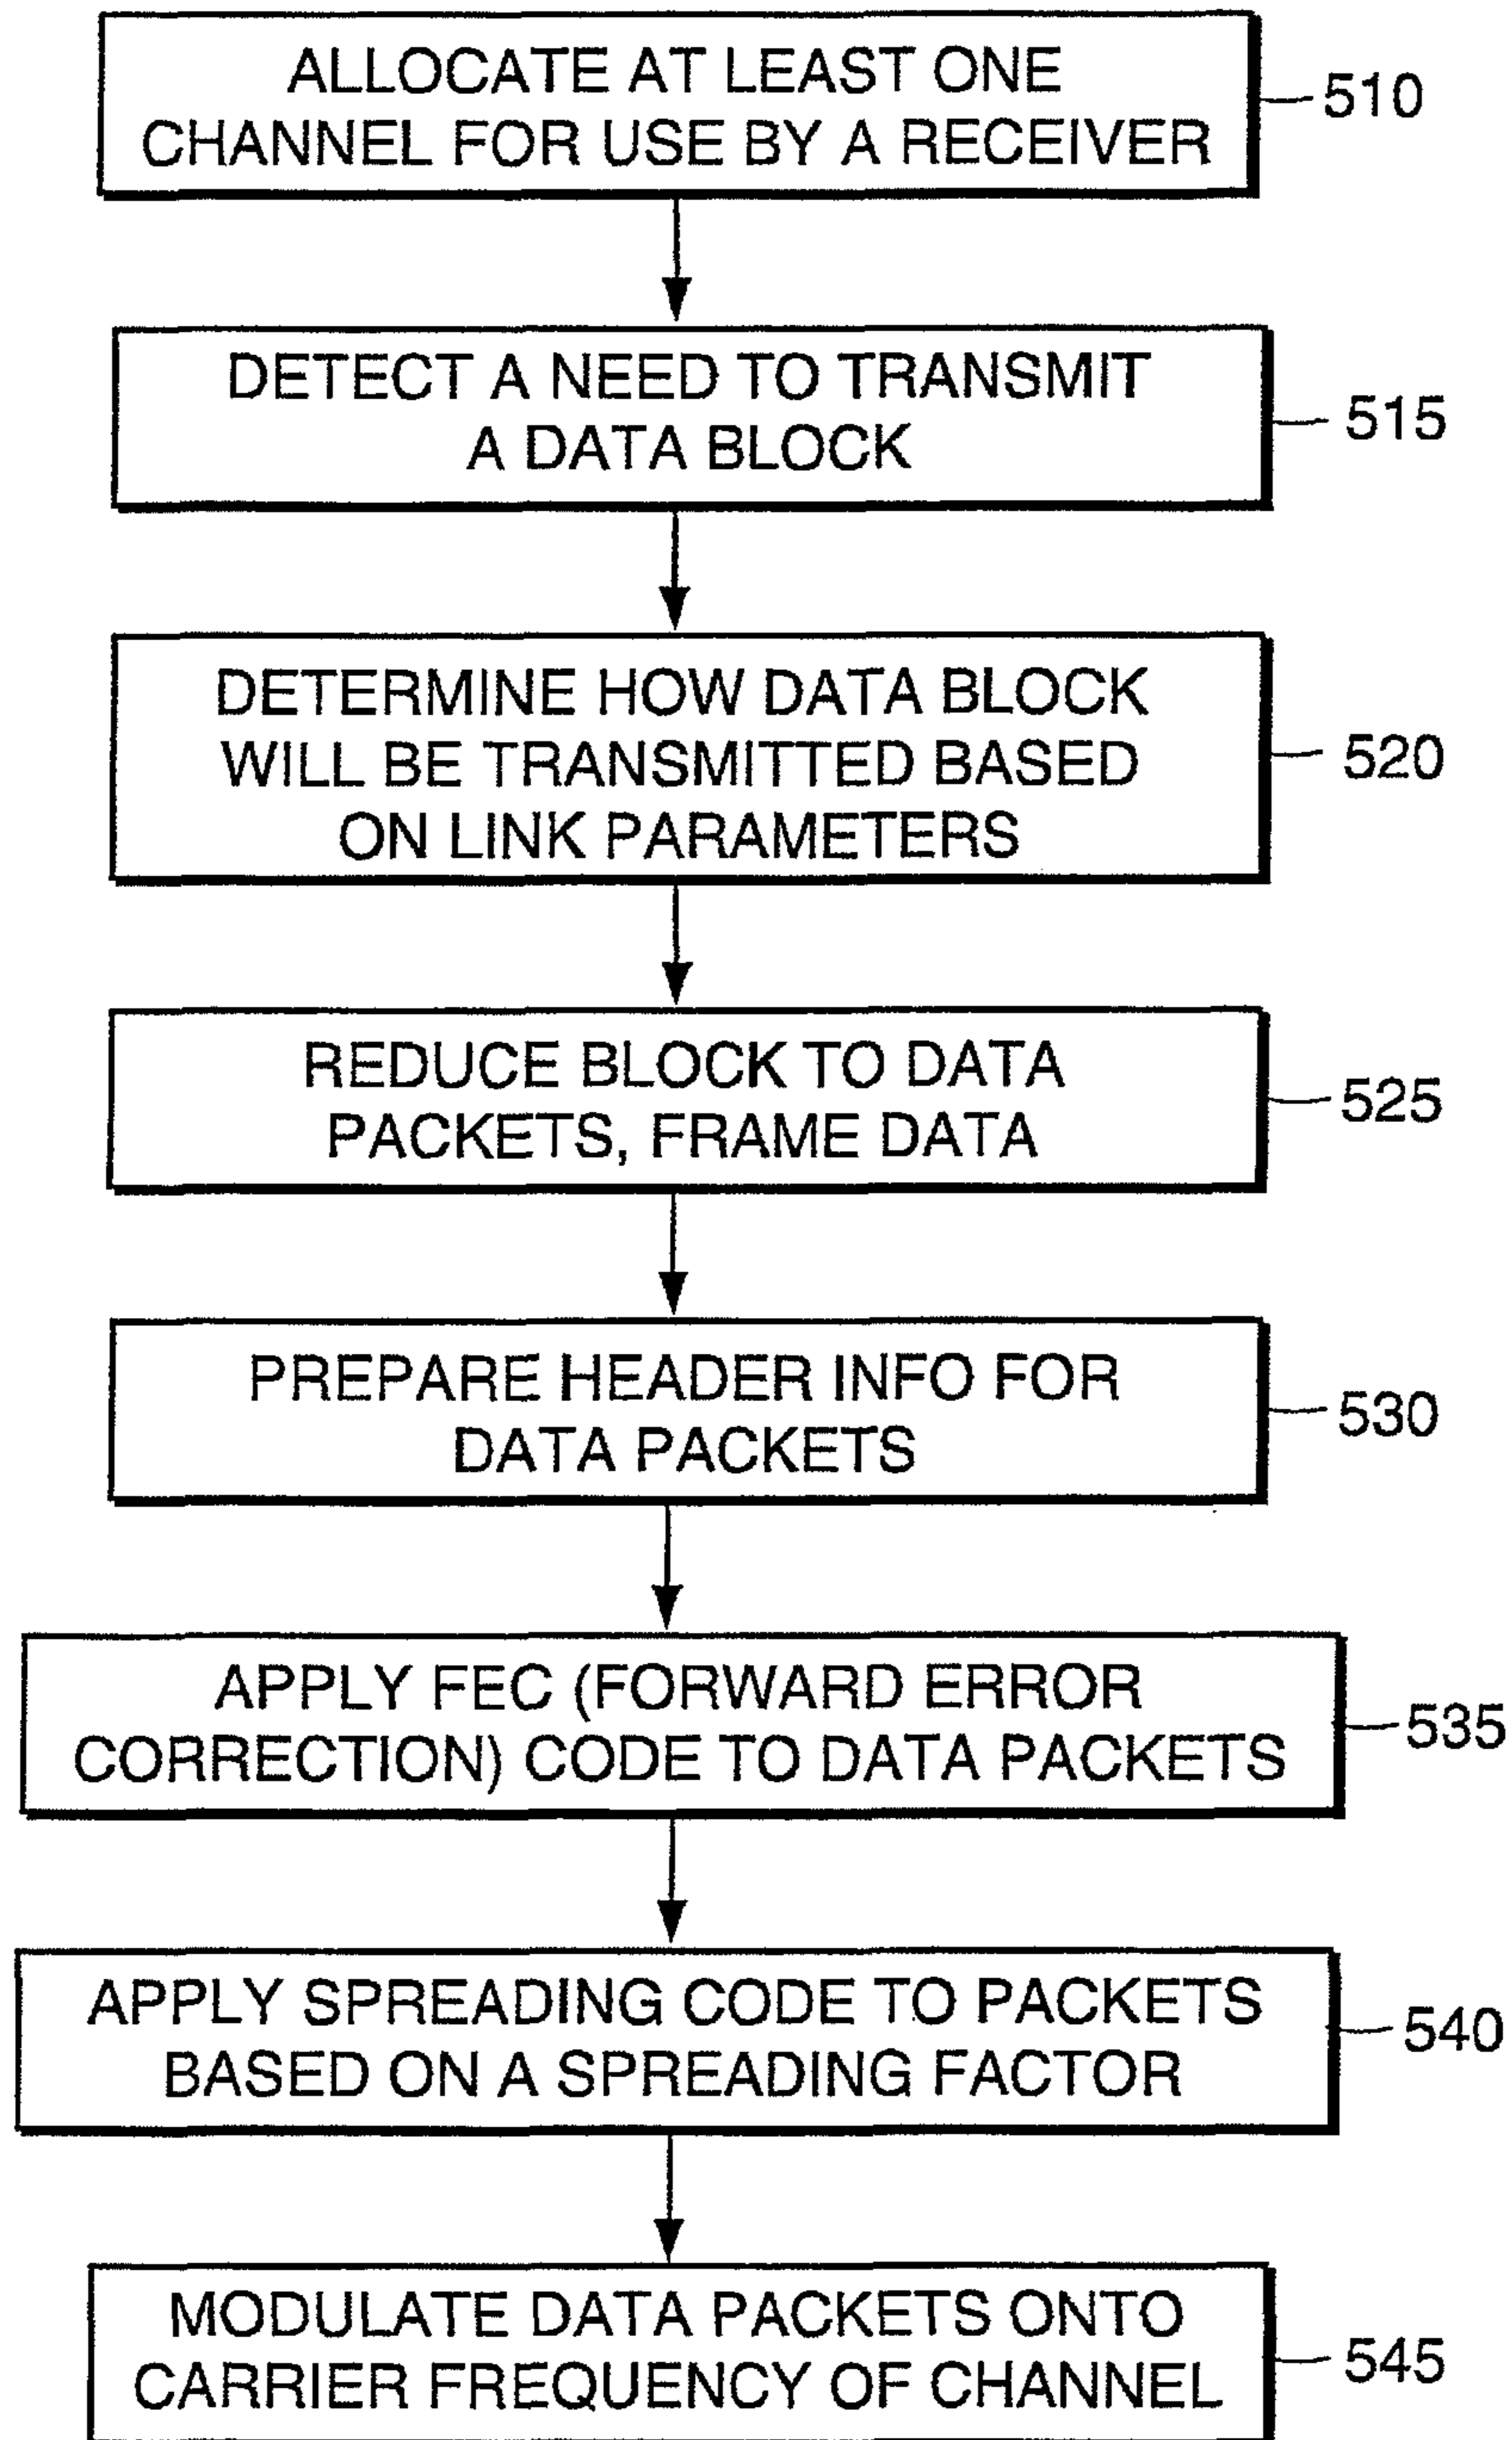 ALLOCATE AT LEAST ONE
CHANNEL FOR USE BY A RECEIVER
510
DETECT A NEED TO TRANSMIT
A DATA BLOCK
515
DETERMINE HOW DATA BLOCK
WILL BE TRANSMITTED BASED
ON LINK PARAMETERS
520
REDUCE BLOCK TO DATA
PACKETS, FRAME DATA
525
PREPARE HEADER INFO FOR
DATA PACKETS
530
APPLY FEC (FORWARD ERROR
CORRECTION) CODE TO DATA PACKETS
535
APPLY SPREADING CODE TO PACKETS
BASED ON A SPREADING FACTOR
540
MODULATE DATA PACKETS ONTO
CARRIER FREQUENCY OF CHANNEL
545